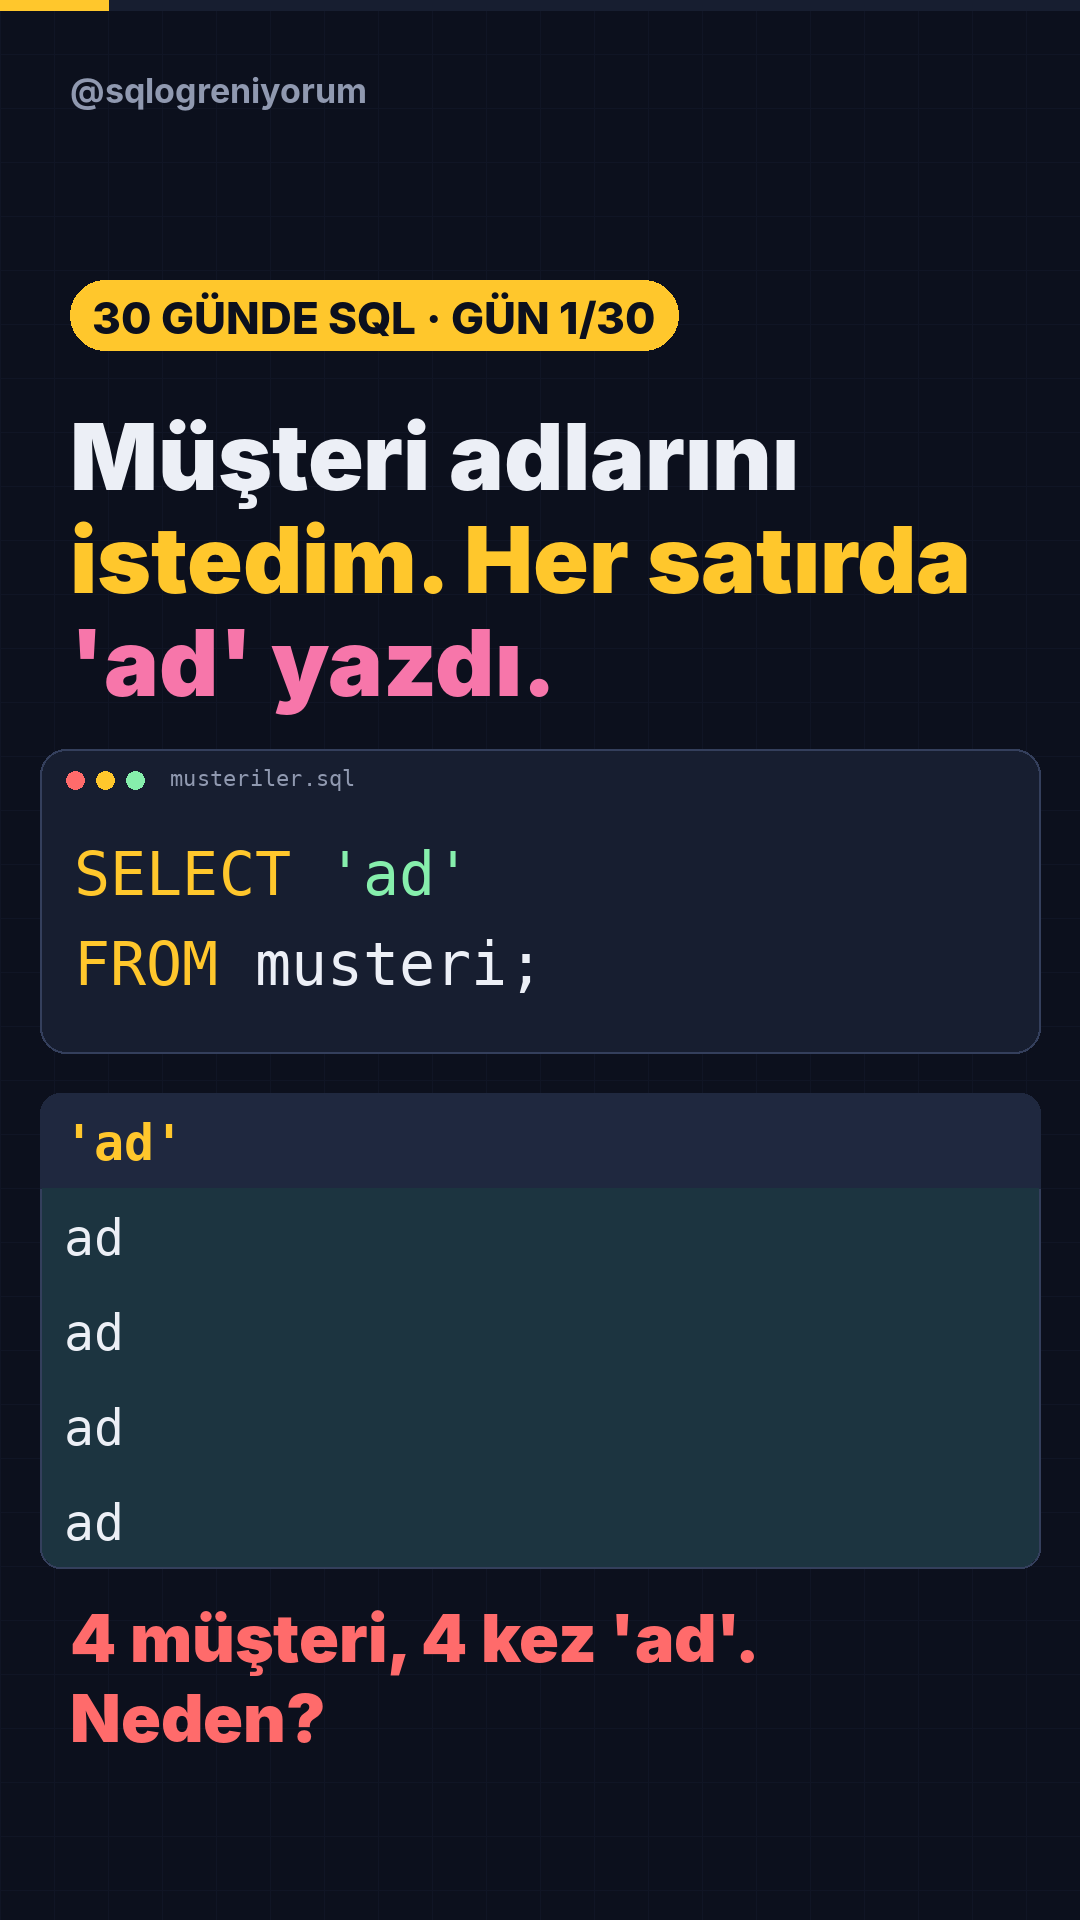 @sqlogreniyorum
30 GÜNDE SQL · GÜN 1/30
Müşteri adlarını
istedim. Her satırda
'ad' yazdı.
musteriler.sql
SELECT 'ad'
FROM musteri;
'ad'
ad
ad
ad
ad
4 müşteri, 4 kez 'ad'.
Neden?